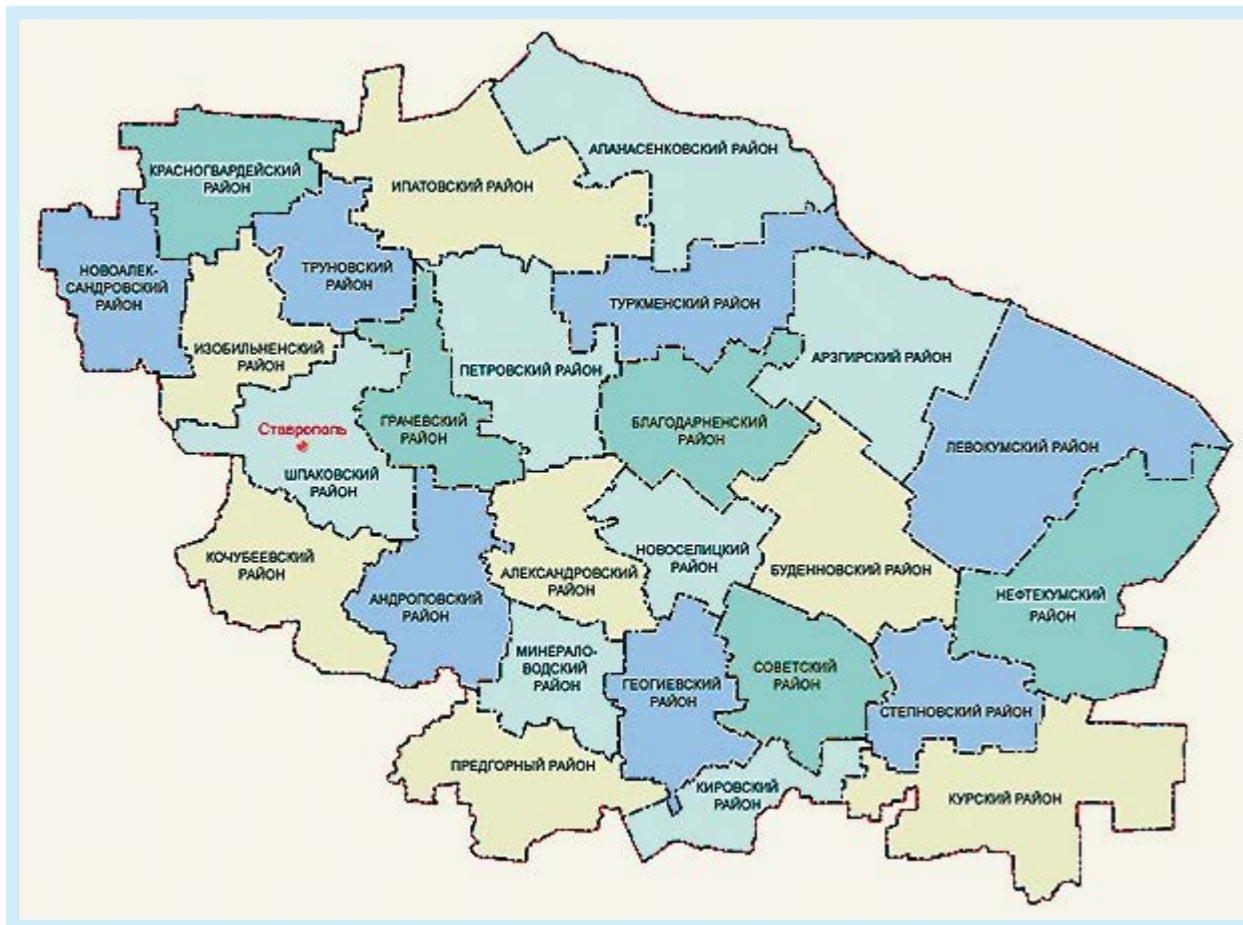 АПАНАСЕНКОВСКИЙ РАЙОН
КРАСНОГВАРДЕЙСКИЙ
РАЙОН
ИПАТОВСКИЙ РАЙОН
НОВОАЛЕК-
САНДРОВСКИЙ
РАЙОН
ТРУНОВСКИЙ
РАЙОН
ТУРКМЕНСКИЙ РАЙОН
ИЗОБИЛЬНЕНСКИЙ
РАЙОН
ПЕТРОВСКИЙ РАЙОН
АРЗГИРСКИЙ РАЙОН
ГРАЧЕВСКИЙ
РАЙОН
БЛАГОДАРНЕНСКИЙ
РАЙОН
Ставрополь
ЛЕВОКУМСКИЙ РАЙОН
ШПАКОВСКИЙ
РАЙОН
КОЧУБЕЕВСКИЙ
РАЙОН
НОВОСЕЛИЦКИЙ
РАЙОН
АЛЕКСАНДРОВСКИЙ
РАЙОН
БУДЕННОВСКИЙ РАЙОН
АНДРОПОВСКИЙ
РАЙОН
НЕФТЕКУМСКИЙ
РАЙОН
МИНЕРАЛО-
ВОДСКИЙ
РАЙОН
ГЕОГИЕВСКИЙ
РАЙОН
СОВЕТСКИЙ
РАЙОН
СТЕПНОВСКИЙ РАЙОН
ПРЕДГОРНЫЙ РАЙОН
КИРОВСКИЙ
РАЙОН
КУРСКИЙ РАЙОН